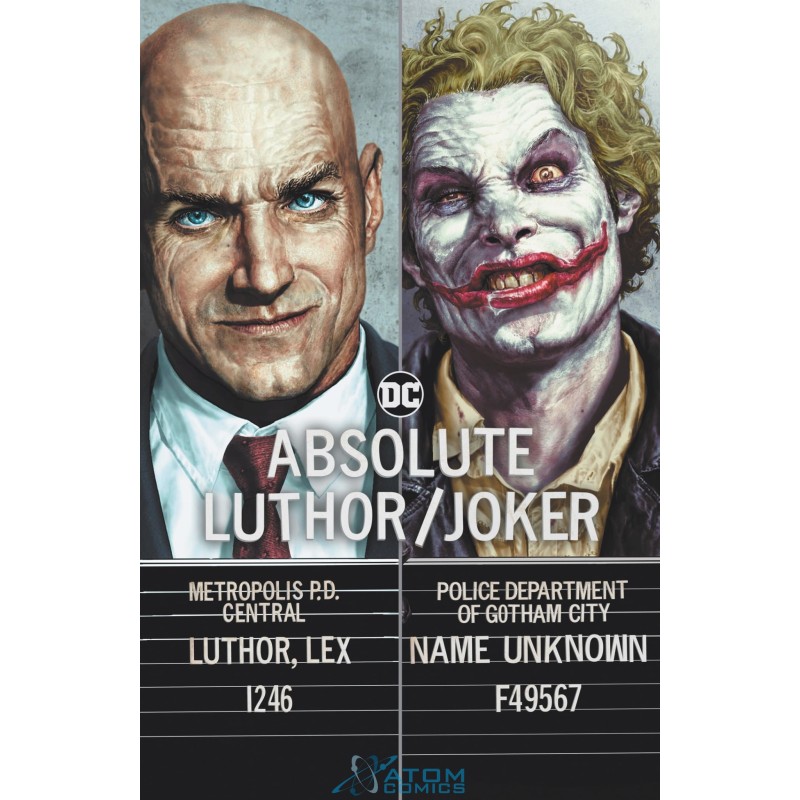 DC
ABSOLUTE
LUTHOR/JOKER
METROPOLIS P.D.
CENTRAL
LUTHOR, LEX
1246
POLICE DEPARTMENT
OF GOTHAM CITY
NAME UNKNOWN
F49567
ATOM
COMICS